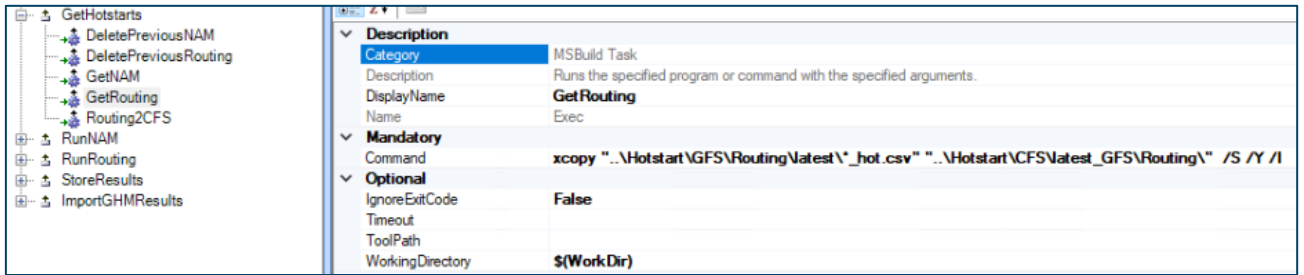 GetHotstarts
DeletePreviousNAM
DeletePreviousRouting
GetNAM
GetRouting
Routing2CFS
RunNAM
RunRouting
StoreResults
ImportGHMResults
Description
Category MSBuild Task
Description Runs the specified program or command with the specified arguments.
DisplayName GetRouting
Name Exec
Mandatory
Command xcopy "..\Hotstart\GFS\Routing\latest\*_hot.csv" "..\Hotstart\CFS\latest_GFS\Routing\" /S /Y /I
Optional
IgnoreExitCode False
Timeout
ToolPath
WorkingDirectory $(WorkDir)